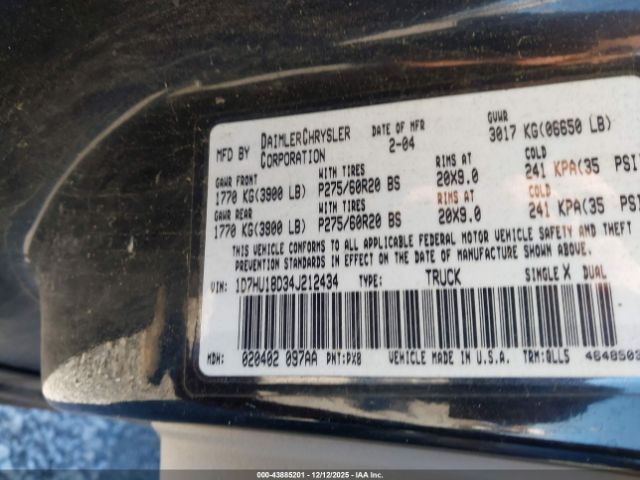 MFD BY DAIMLERCHRYSLER CORPORATION DATE OF MFR 2-04 GVWR 3017 KG(06650 LB)
GAWR FRONT WITH TIRES RIMS AT COLD
1770 KG(3900 LB) P275/60R20 BS 20X9.0 241 KPA(35 PSI
GAWR REAR WITH TIRES RIMS AT COLD
1770 KG(3900 LB) P275/60R20 BS 20X9.0 241 KPA(35 PSI
THIS VEHICLE CONFORMS TO ALL APPLICABLE FEDERAL MOTOR VEHICLE SAFETY AND THEFT
PREVENTION STANDARDS IN EFFECT ON THE DATE OF MANUFACTURE SHOWN ABOVE.
VIN: 1D7HU18D34J212434 TYPE: TRUCK SINGLE X DUAL
MDH: 020402 097AA PNT:PX8 VEHICLE MADE IN U.S.A. TRM:QLL5 4648503
000-43885201 - 12/12/2025 - IAA Inc.